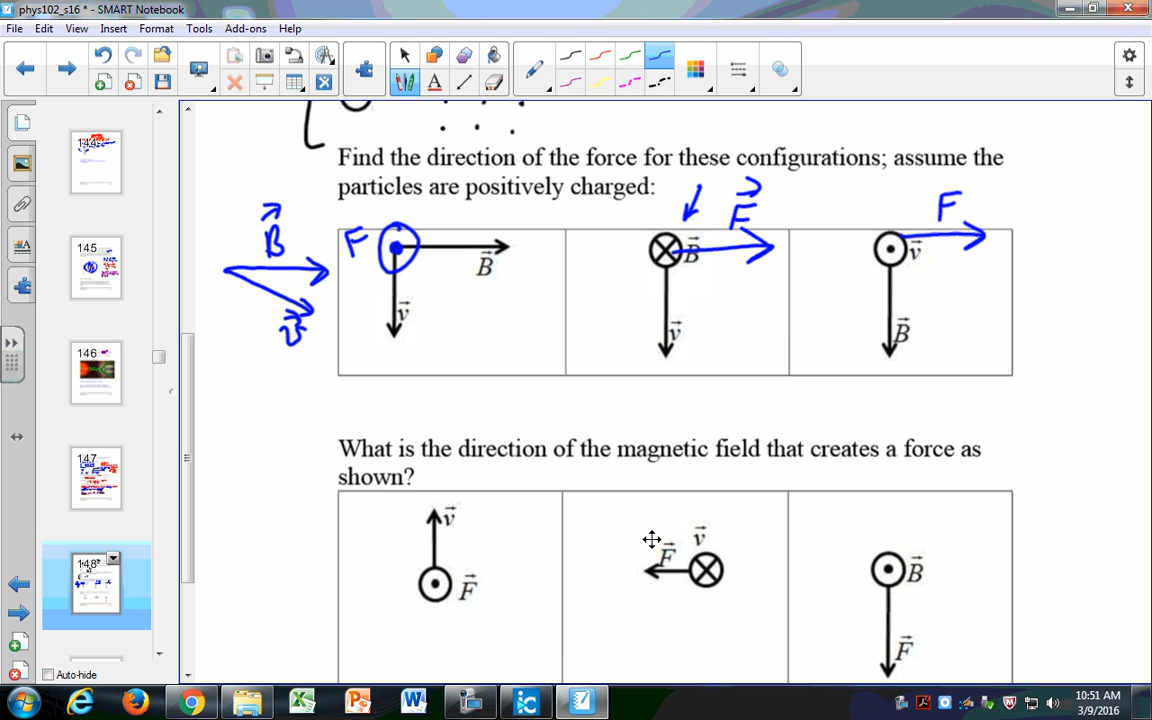 phys102_s16 * - SMART Notebook
File Edit View Insert Format Tools Add-ons Help
144
145
146
147
148
Auto-hide
Find the direction of the force for these configurations; assume the
particles are positively charged:
B
v
F
B
v
B
F
v
F
v
B
What is the direction of the magnetic field that creates a force as
shown?
v
F
F
v
B
F
10:51 AM
3/9/2016